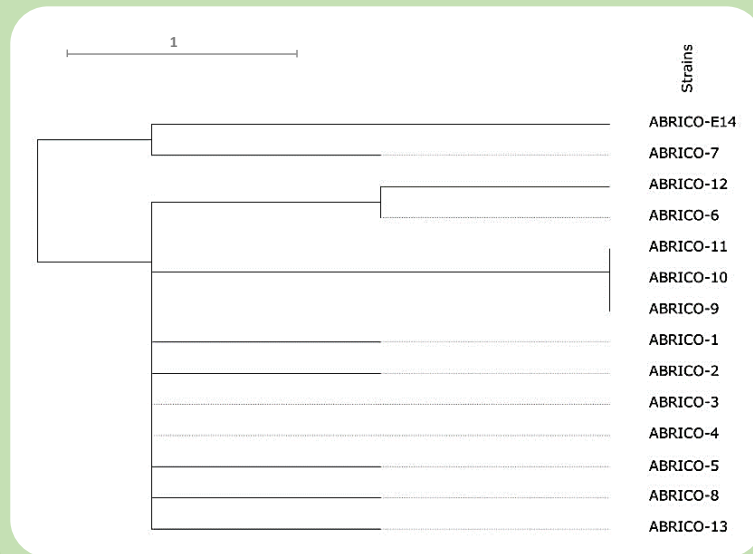 1
Strains
ABRICO-E14
ABRICO-7
ABRICO-12
ABRICO-6
ABRICO-11
ABRICO-10
ABRICO-9
ABRICO-1
ABRICO-2
ABRICO-3
ABRICO-4
ABRICO-5
ABRICO-8
ABRICO-13